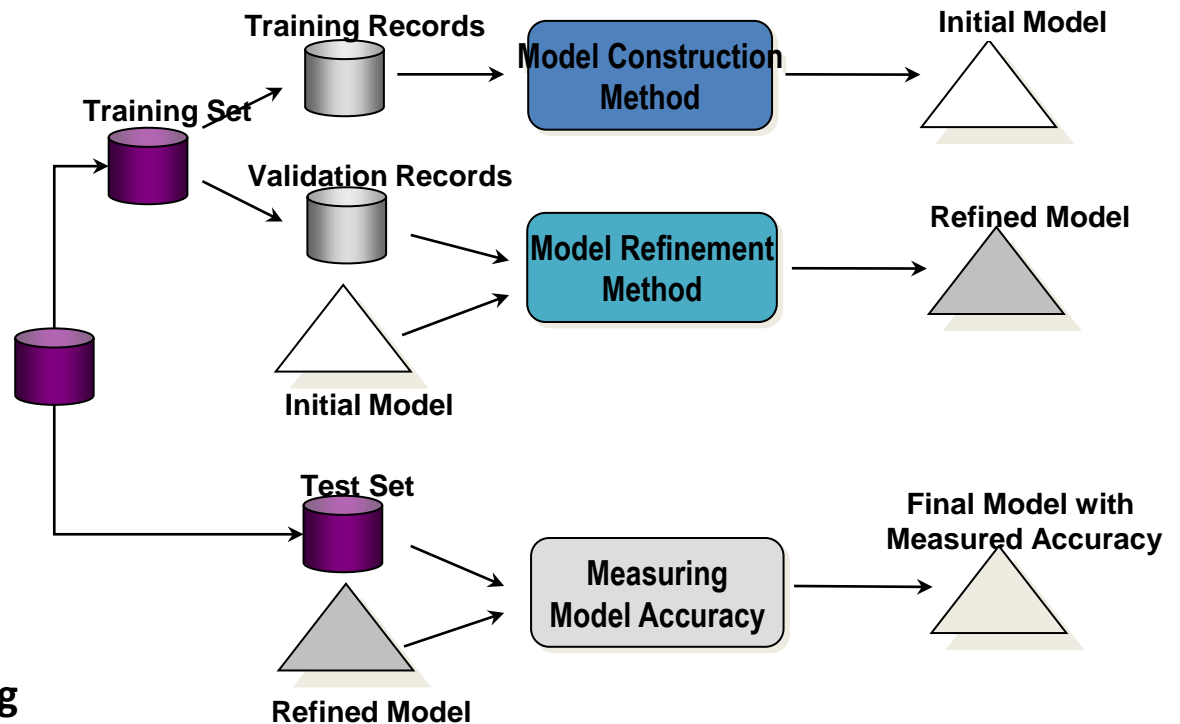 Training Records
Initial Model
Model Construction
Method
Training Set
Validation Records
Refined Model
Model Refinement
Method
Initial Model
Test Set
Final Model with
Measured Accuracy
Measuring
Model Accuracy
g
Refined Model